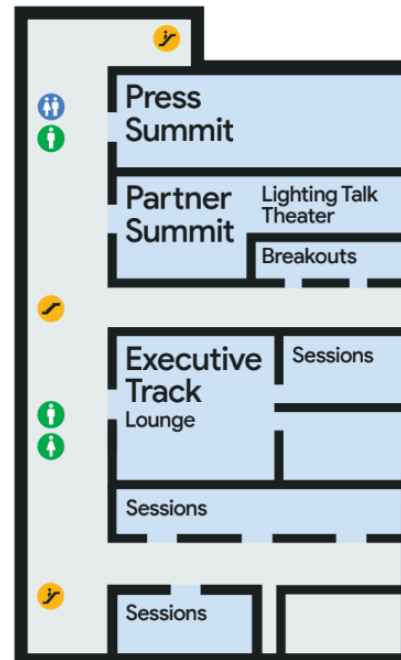 Press
Summit
Partner
Summit
Lighting Talk
Theater
Breakouts
Executive
Track
Lounge
Sessions
Sessions
Sessions